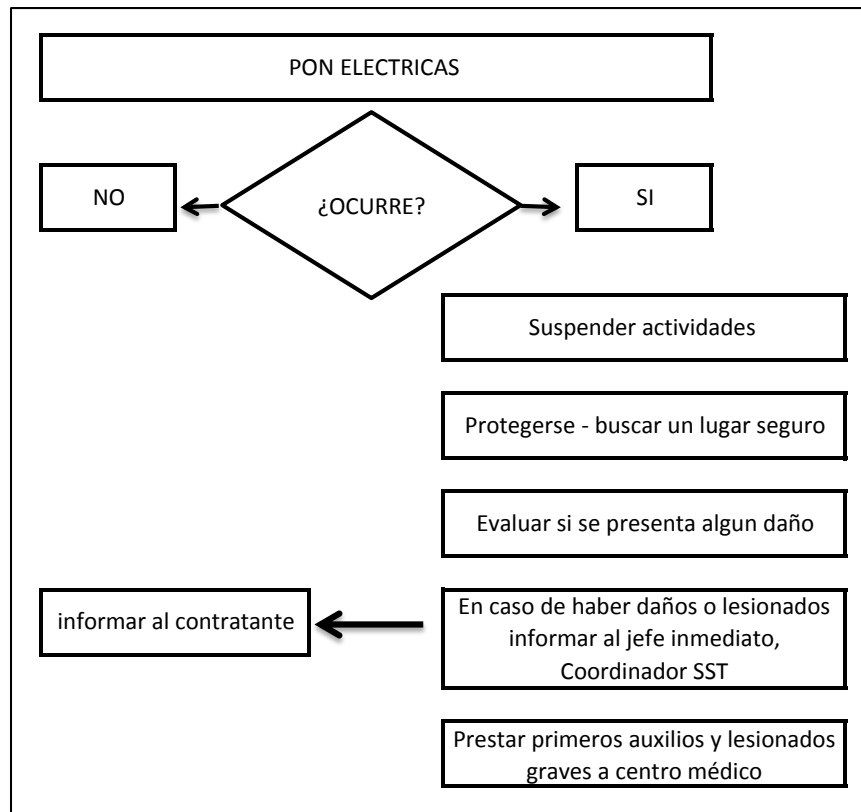 PON ELECTRICAS
NO
¿OCURRE?
SI
Suspender actividades
Protegerse - buscar un lugar seguro
Evaluar si se presenta algun daño
informar al contratante
En caso de haber daños o lesionados
informar al jefe inmediato,
Coordinador SST
Prestar primeros auxilios y lesionados
graves a centro médico